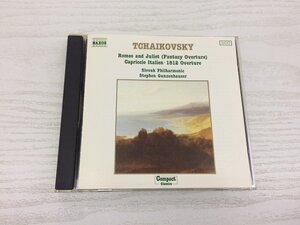 NAXOS
TCHAIKOVSKY
Romeo and Juliet (Fantasy Overture)
Capriccio Italien · 1812 Overture
Slovak Philharmonic
Stephen Gunzenhauser
Compact
Classics